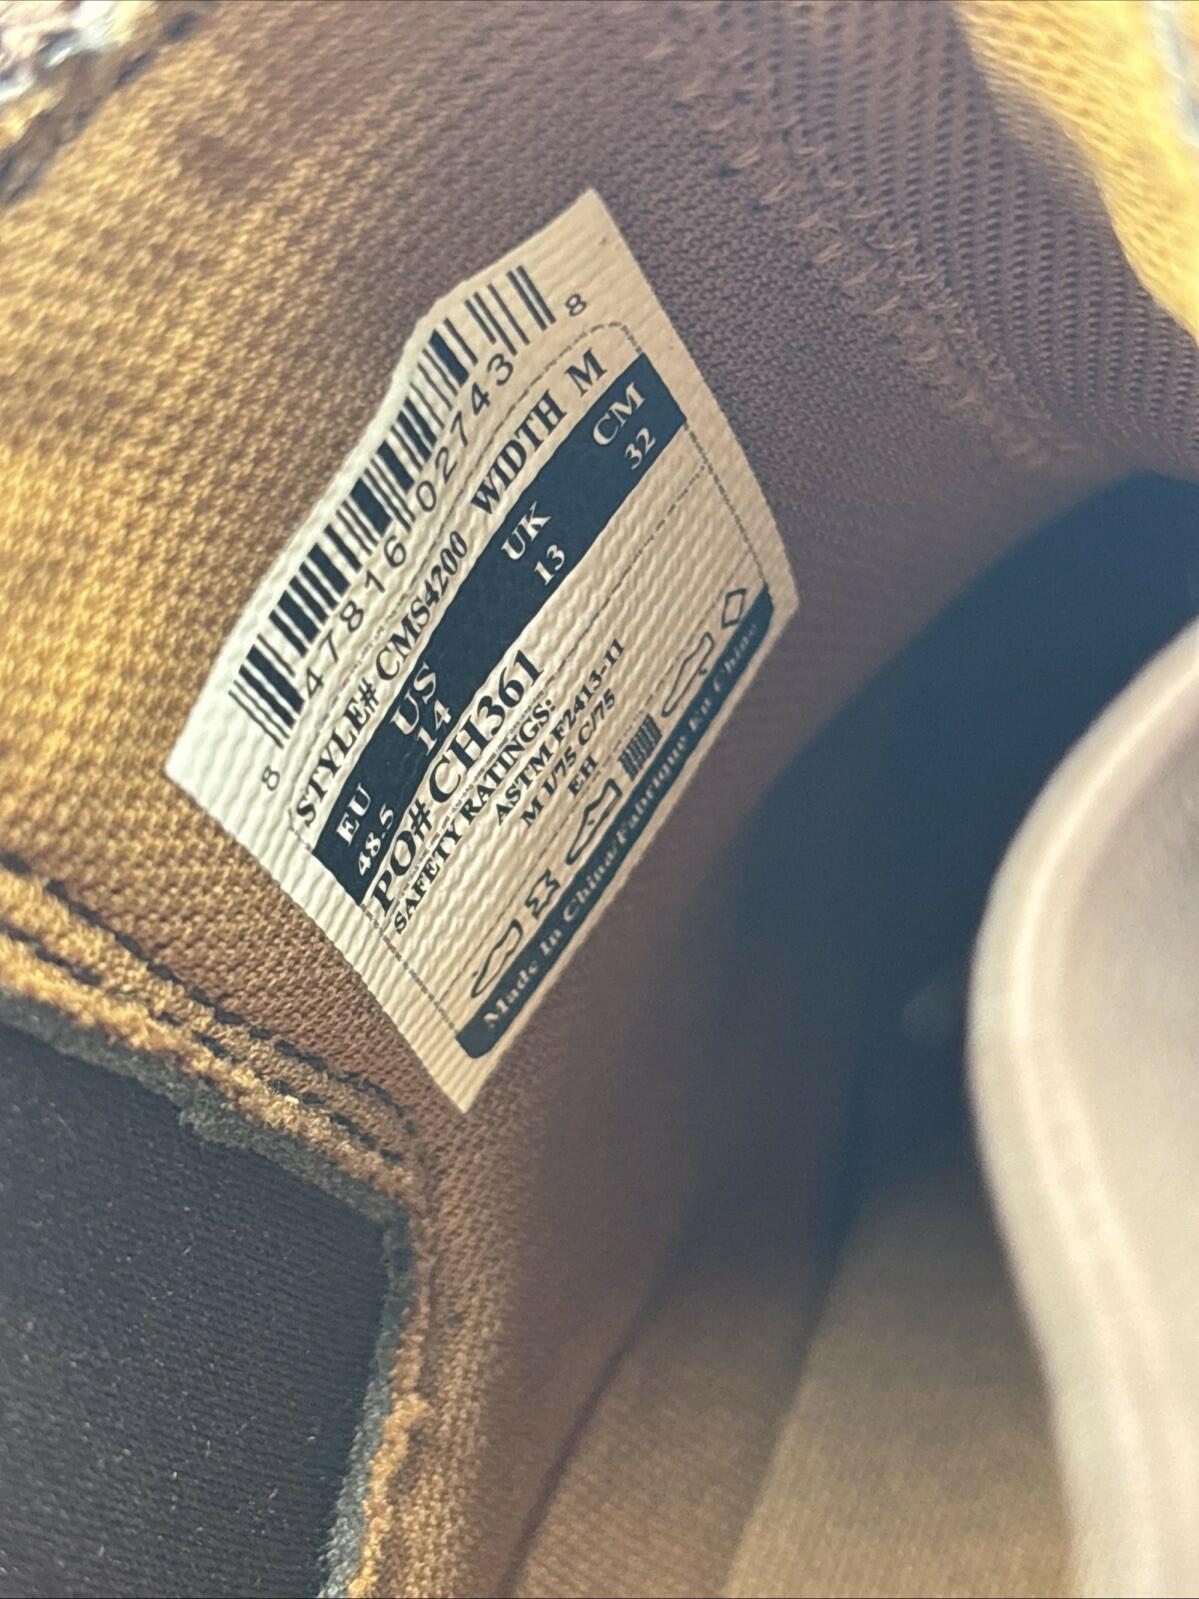 8 47816 02743 8
STYLE# CMS4200 WIDTH M
EU US UK CM
48.5 14 13 32
PO# CH361
SAFETY RATINGS:
ASTM F2413-11
M I/75 C/75
EH
Made In China/Fabrique En Chine